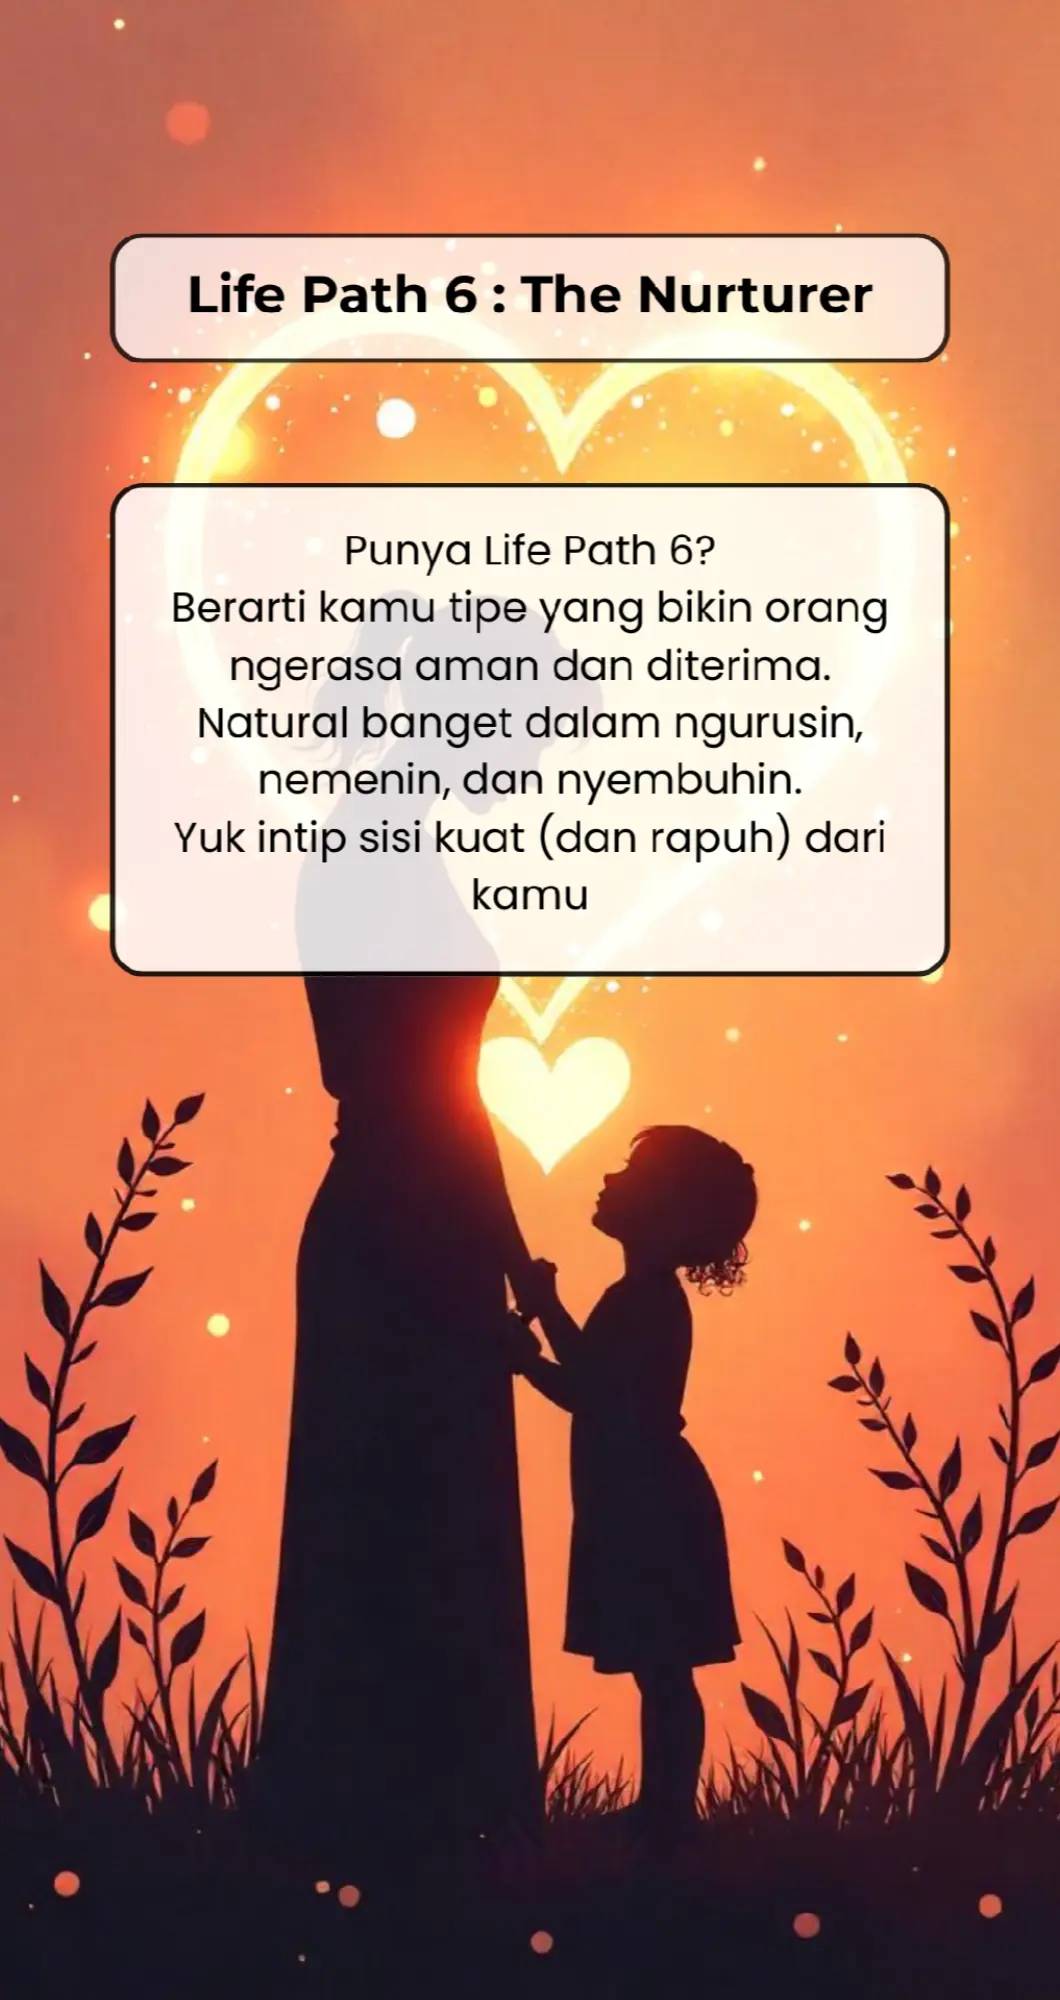 Life Path 6 : The Nurturer
Punya Life Path 6?
Berarti kamu tipe yang bikin orang
ngerasa aman dan diterima.
Natural banget dalam ngurusin,
nemenin, dan nyembuhin.
Yuk intip sisi kuat (dan rapuh) dari
kamu